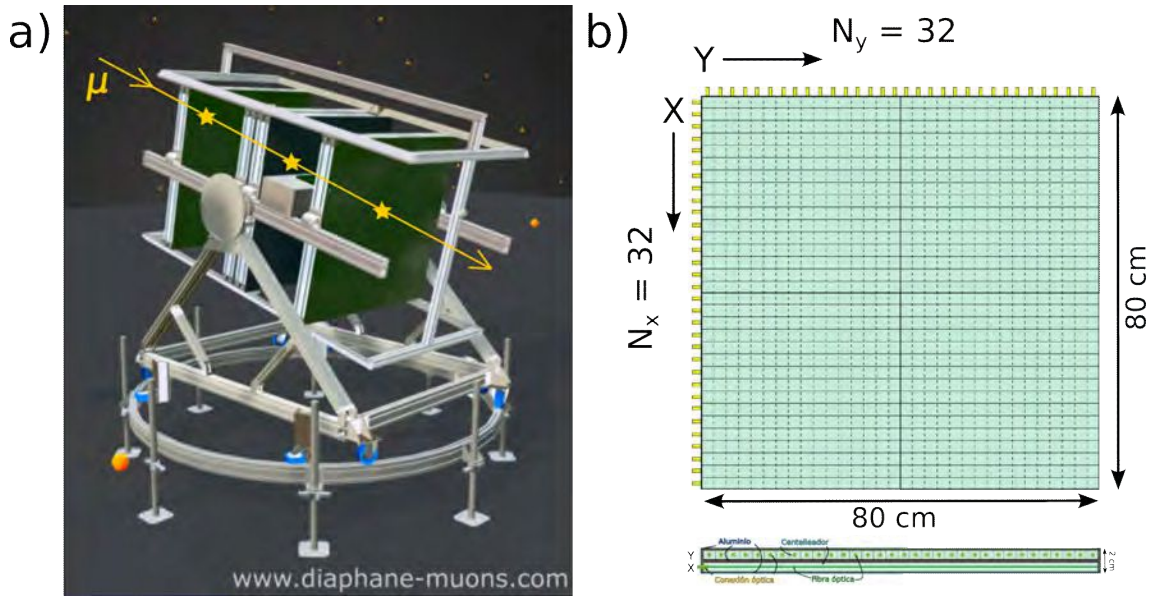 a)
μ
www.diaphane-muons.com
b)
N_y = 32
Y
X
N_x = 32
80 cm
80 cm
Aluminio
Centelleador
Y
X
Conexión óptica
Fibra óptica
2 cm